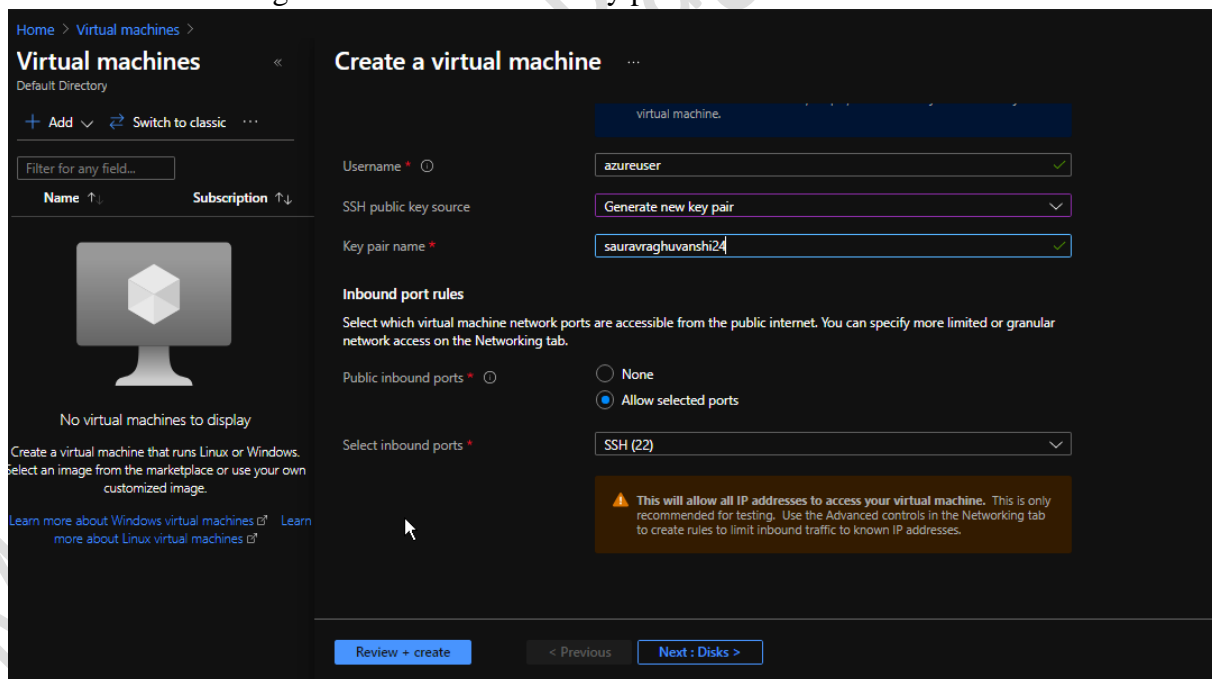 Home > Virtual machines >
Virtual machines
«
Default Directory
Add
Switch to classic
...
Filter for any field...
Name ↑↓
Subscription ↑↓
No virtual machines to display
Create a virtual machine that runs Linux or Windows.
Select an image from the marketplace or use your own
customized image.
Learn more about Windows virtual machines
Learn
more about Linux virtual machines
Create a virtual machine
...
virtual machine.
Username *
azureuser
SSH public key source
Generate new key pair
Key pair name *
sauravraghuvanshi24
Inbound port rules
Select which virtual machine network ports are accessible from the public internet. You can specify more limited or granular
network access on the Networking tab.
Public inbound ports *
None
Allow selected ports
Select inbound ports *
SSH (22)
This will allow all IP addresses to access your virtual machine. This is only
recommended for testing. Use the Advanced controls in the Networking tab
to create rules to limit inbound traffic to known IP addresses.
Review + create
< Previous
Next : Disks >